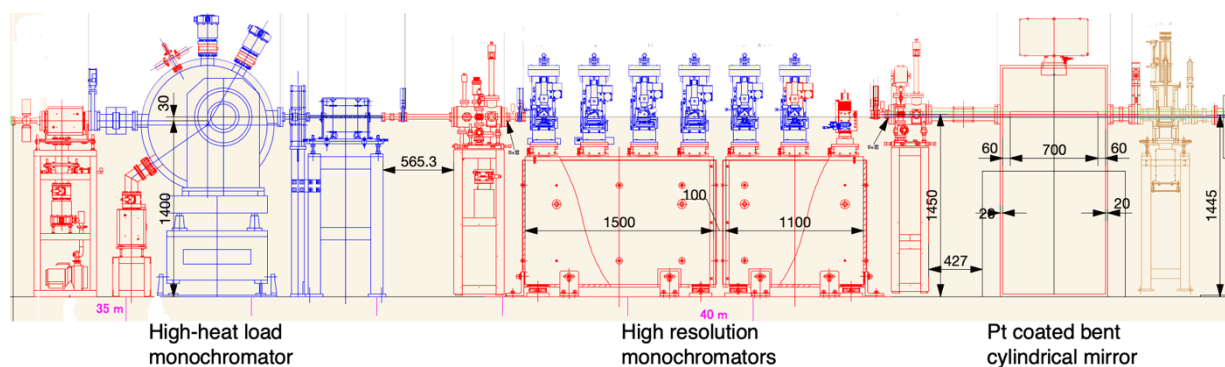 30
1400
565.3
1500
100
1100
1450
427
60
700
60
20
20
1445
35 m
40 m
High-heat load
monochromator
High resolution
monochromators
Pt coated bent
cylindrical mirror